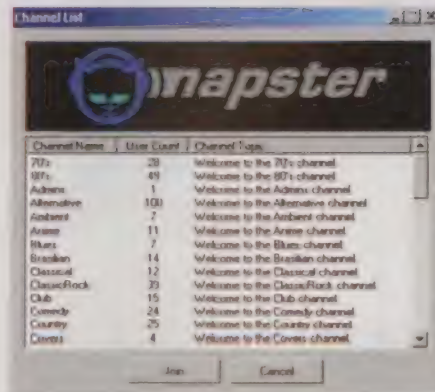 Channel List
napster
Channel Name User Count Channel Topic
70's 28 Welcome to the 70's channel
80's 49 Welcome to the 80's channel
Admins 1 Welcome to the Admins channel
Alternative 100 Welcome to the Alternative channel
Ambient 7 Welcome to the Ambient channel
Anime 11 Welcome to the Anime channel
Blues 7 Welcome to the Blues channel
Brasilian 14 Welcome to the Brasilian channel
Classical 12 Welcome to the Classical channel
ClassicRock 39 Welcome to the ClassicRock channel
Club 15 Welcome to the Club channel
Comedy 24 Welcome to the Comedy channel
Country 25 Welcome to the Country channel
Covers 4 Welcome to the Covers channel
Join Cancel